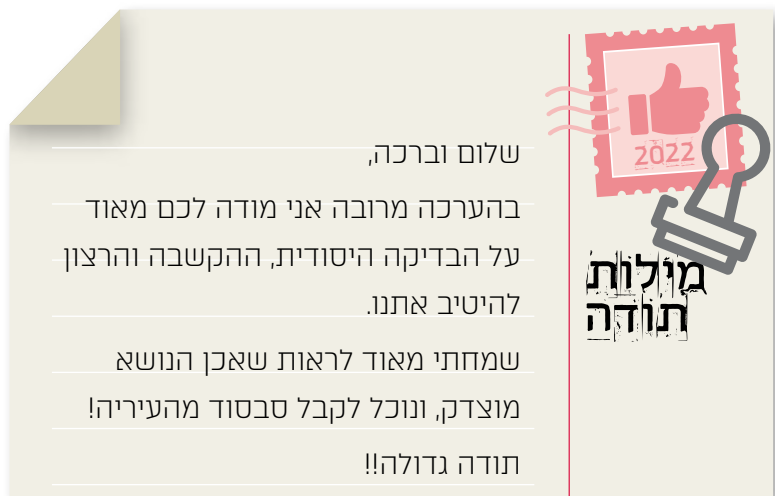 2022
מילות
תודה
שלום וברכה,
בהערכה מרובה אני מודה לכם מאוד
על הבדיקה היסודית, ההקשבה והרצון
להיטיב אתנו.
שמחתי מאוד לראות שאכן הנושא
מוצדק, ונוכל לקבל סבסוד מהעיריה!
תודה גדולה!!